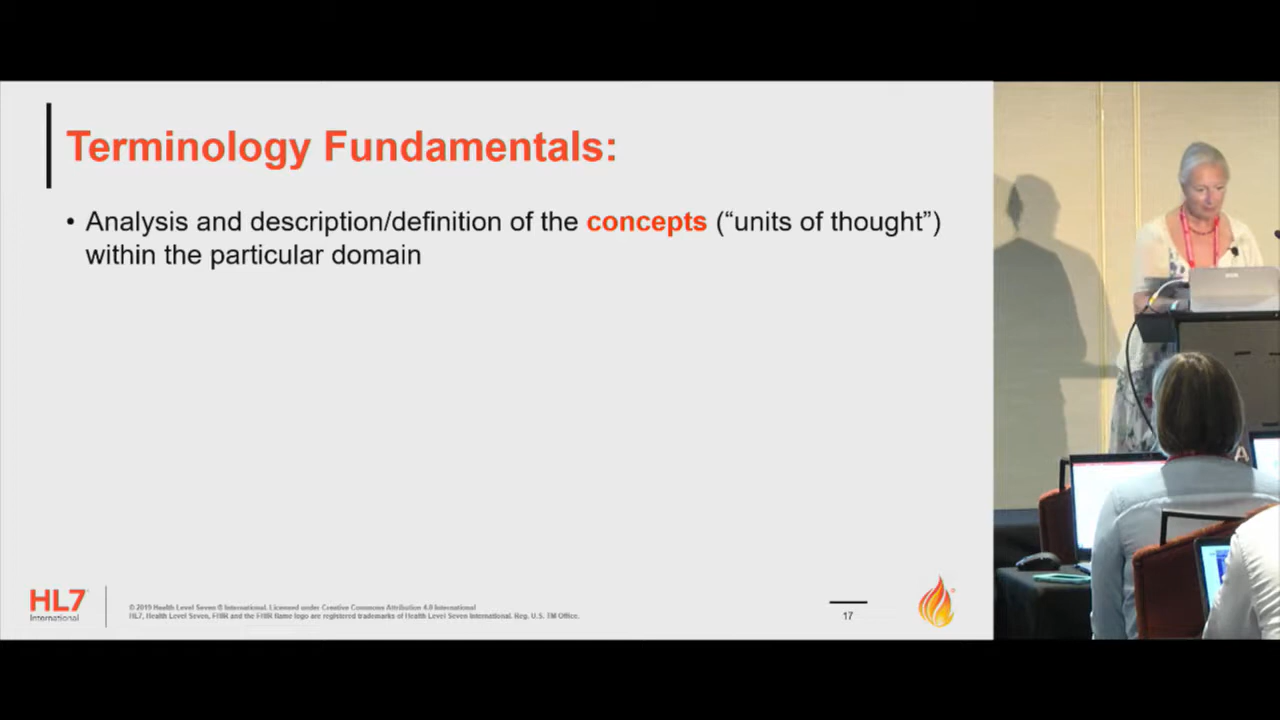 Terminology Fundamentals:
• Analysis and description/definition of the concepts (“units of thought”)
within the particular domain
HL7
International
© 2019 Health Level Seven ® International. Licensed under Creative Commons Attribution 4.0 International
HL7, Health Level Seven, FHIR and the FHIR flame logo are registered trademarks of Health Level Seven International. Reg. U.S. TM Office.
17